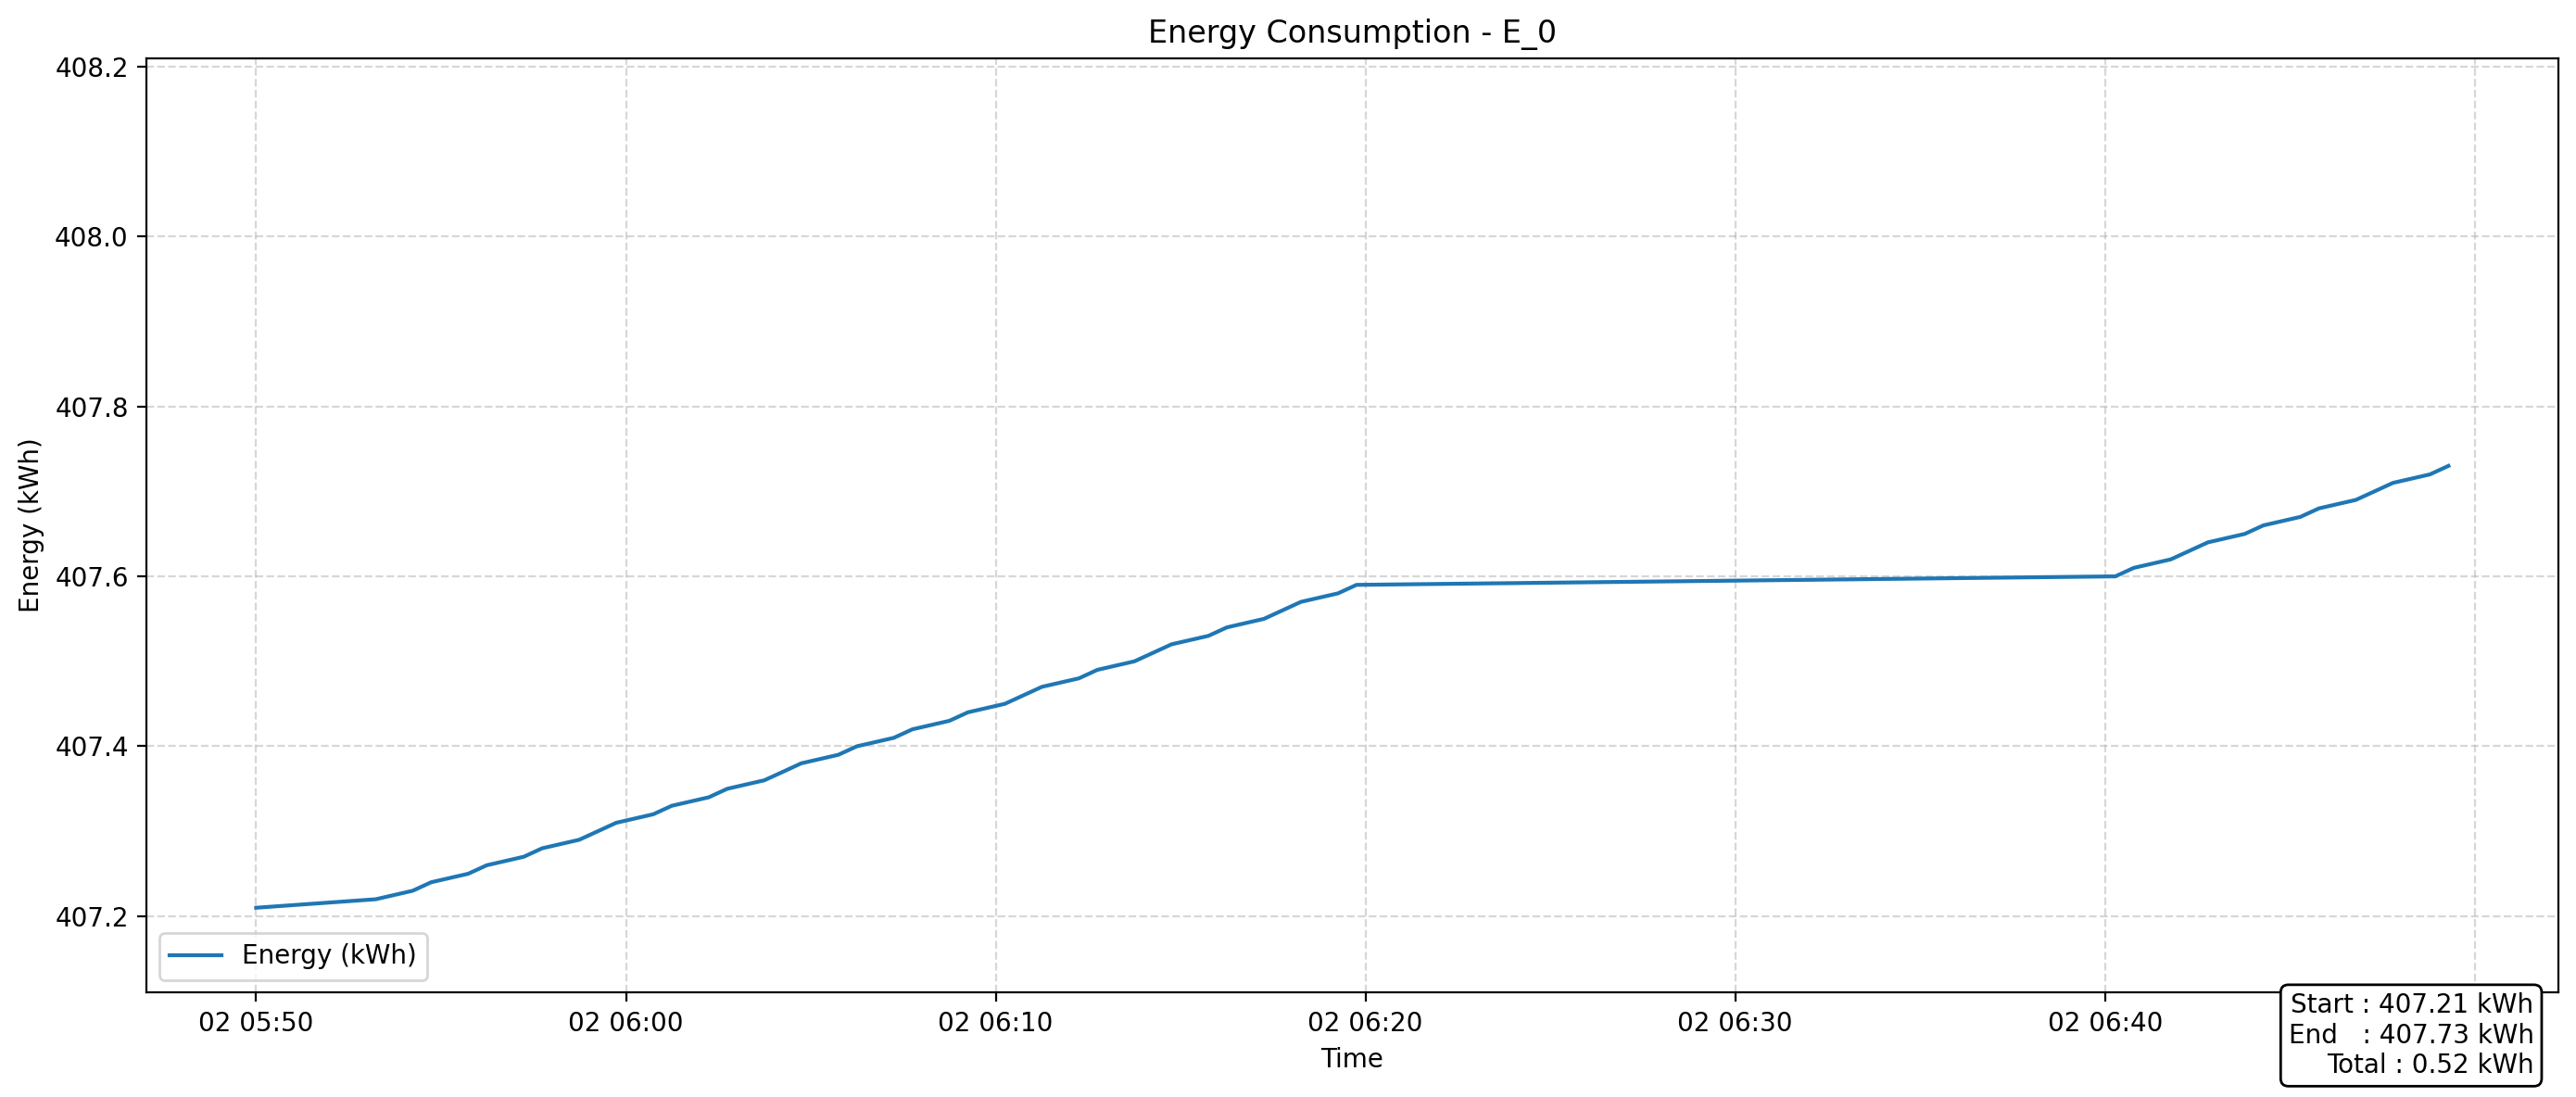 Energy Consumption - E_0
408.2
408.0
407.8
407.6
407.4
407.2
Energy (kWh)
Energy (kWh)
02 05:50
02 06:00
02 06:10
02 06:20
02 06:30
02 06:40
Time
Start : 407.21 kWh
End   : 407.73 kWh
Total : 0.52 kWh